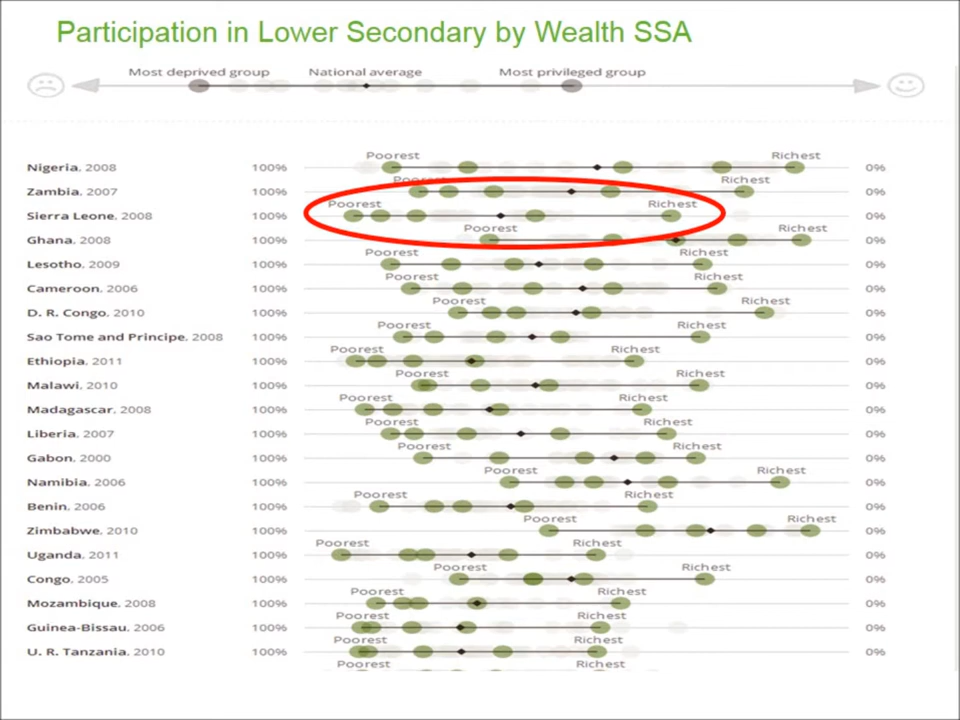 Participation in Lower Secondary by Wealth SSA
Most deprived group National average Most privileged group
Poorest Richest
Nigeria, 2008 100% 0%
Poorest Richest
Zambia, 2007 100% 0%
Poorest Richest
Sierra Leone, 2008 100% 0%
Poorest Richest
Ghana, 2008 100% 0%
Poorest Richest
Lesotho, 2009 100% 0%
Poorest Richest
Cameroon, 2006 100% 0%
Poorest Richest
D. R. Congo, 2010 100% 0%
Poorest Richest
Sao Tome and Principe, 2008 100% 0%
Poorest Richest
Ethiopia, 2011 100% 0%
Poorest Richest
Malawi, 2010 100% 0%
Poorest Richest
Madagascar, 2008 100% 0%
Poorest Richest
Liberia, 2007 100% 0%
Poorest Richest
Gabon, 2000 100% 0%
Poorest Richest
Namibia, 2006 100% 0%
Poorest Richest
Benin, 2006 100% 0%
Poorest Richest
Zimbabwe, 2010 100% 0%
Poorest Richest
Uganda, 2011 100% 0%
Poorest Richest
Congo, 2005 100% 0%
Poorest Richest
Mozambique, 2008 100% 0%
Poorest Richest
Guinea-Bissau, 2006 100% 0%
Poorest Richest
U. R. Tanzania, 2010 100% 0%
Poorest Richest